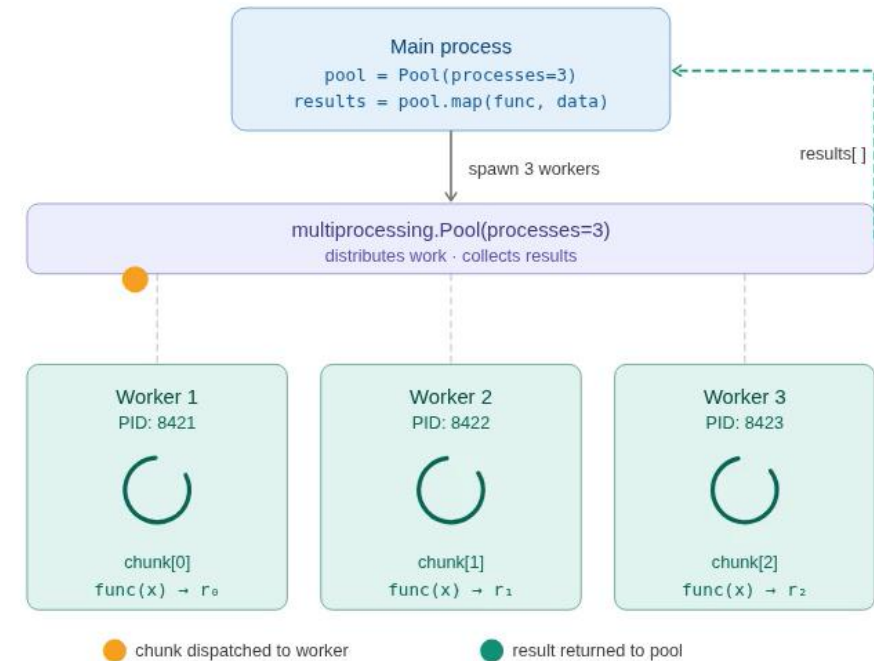 Main process
pool = Pool(processes=3)
results = pool.map(func, data)
results[ ]
spawn 3 workers
multiprocessing.Pool(processes=3)
distributes work · collects results
Worker 1
PID: 8421
chunk[0]
func(x) → r₀
Worker 2
PID: 8422
chunk[1]
func(x) → r₁
Worker 3
PID: 8423
chunk[2]
func(x) → r₂
chunk dispatched to worker
result returned to pool